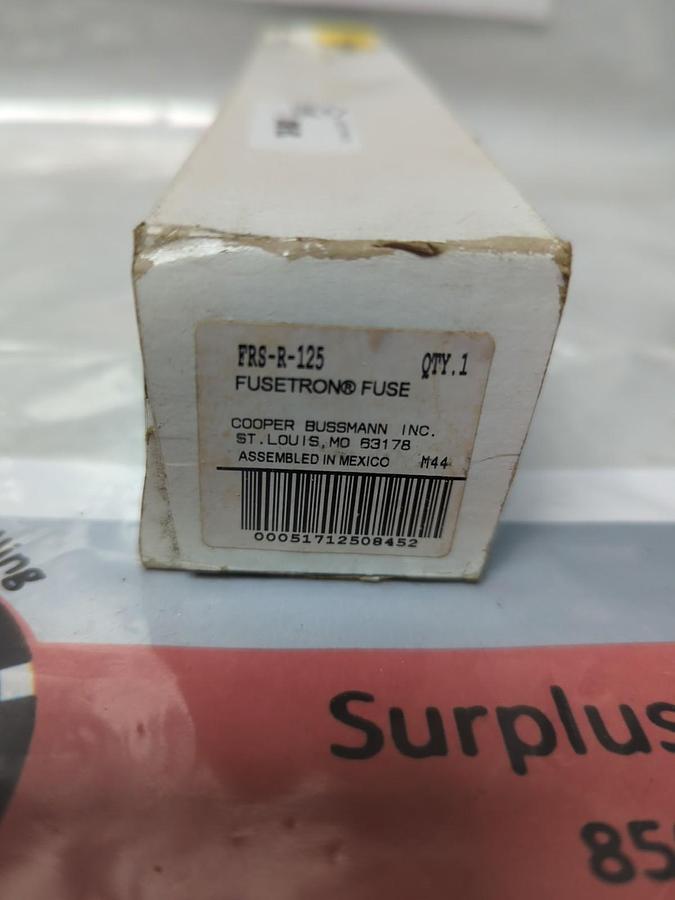 FRS-R-125 QTY.1
FUSETRON® FUSE
COOPER BUSSMANN INC.
ST.LOUIS,MO 63178
ASSEMBLED IN MEXICO M44
00051712508452
Surplus